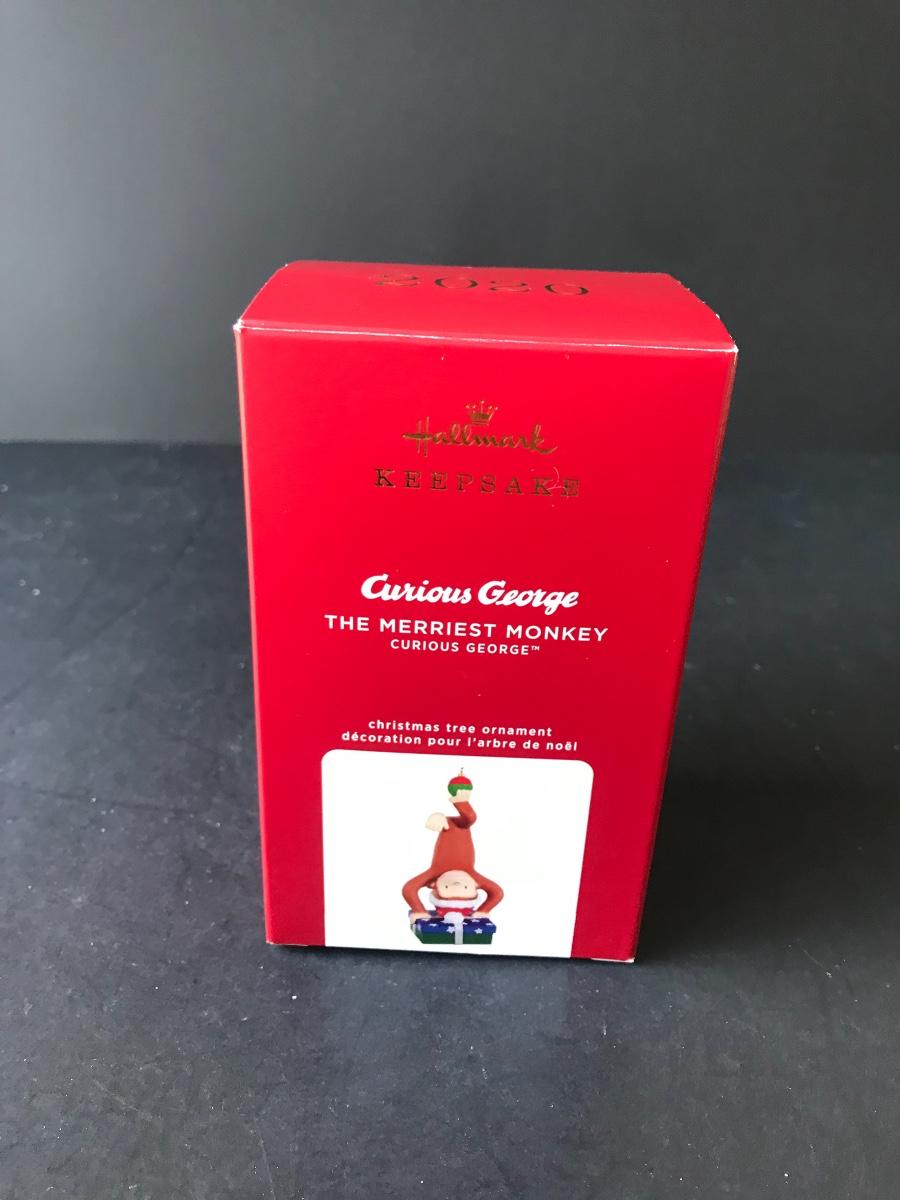 2020
Hallmark
KEEPSAKE
Curious George
THE MERRIEST MONKEY
CURIOUS GEORGE™
christmas tree ornament
décoration pour l'arbre de noël